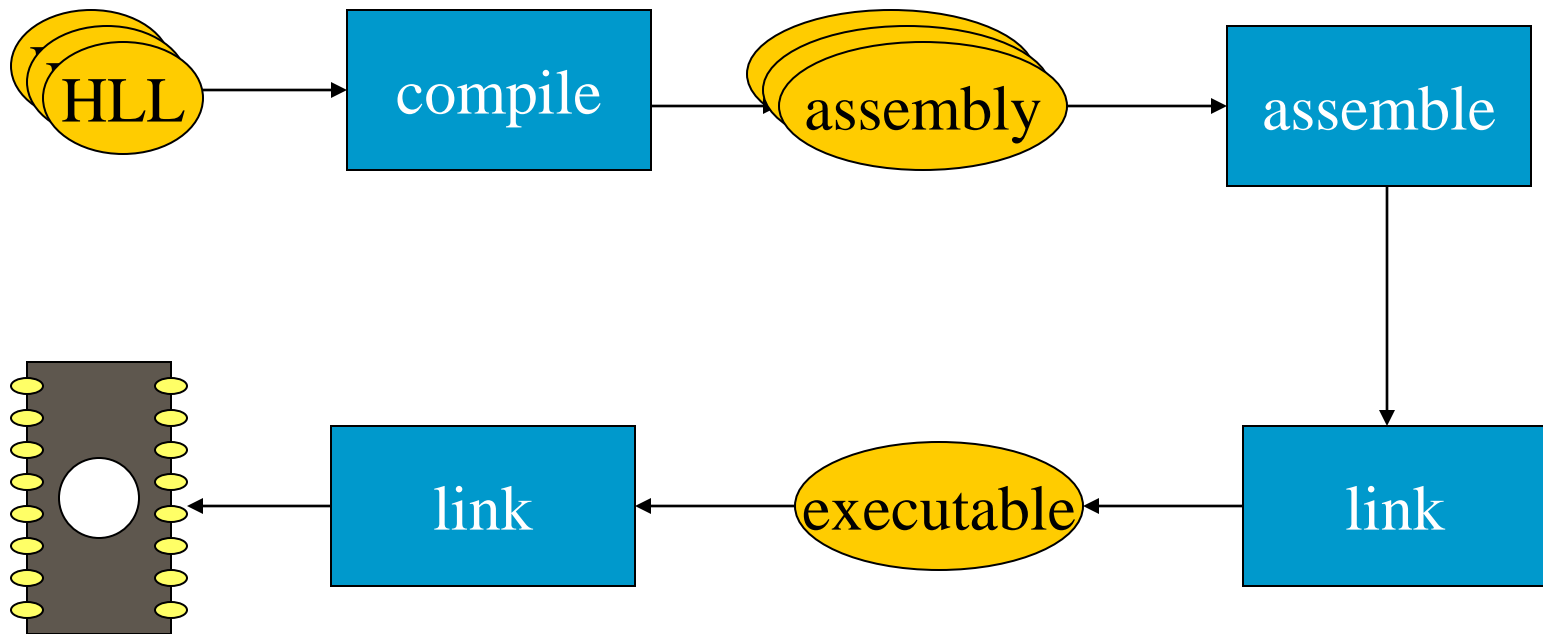 HLL
compile
assembly
assemble
link
executable
link